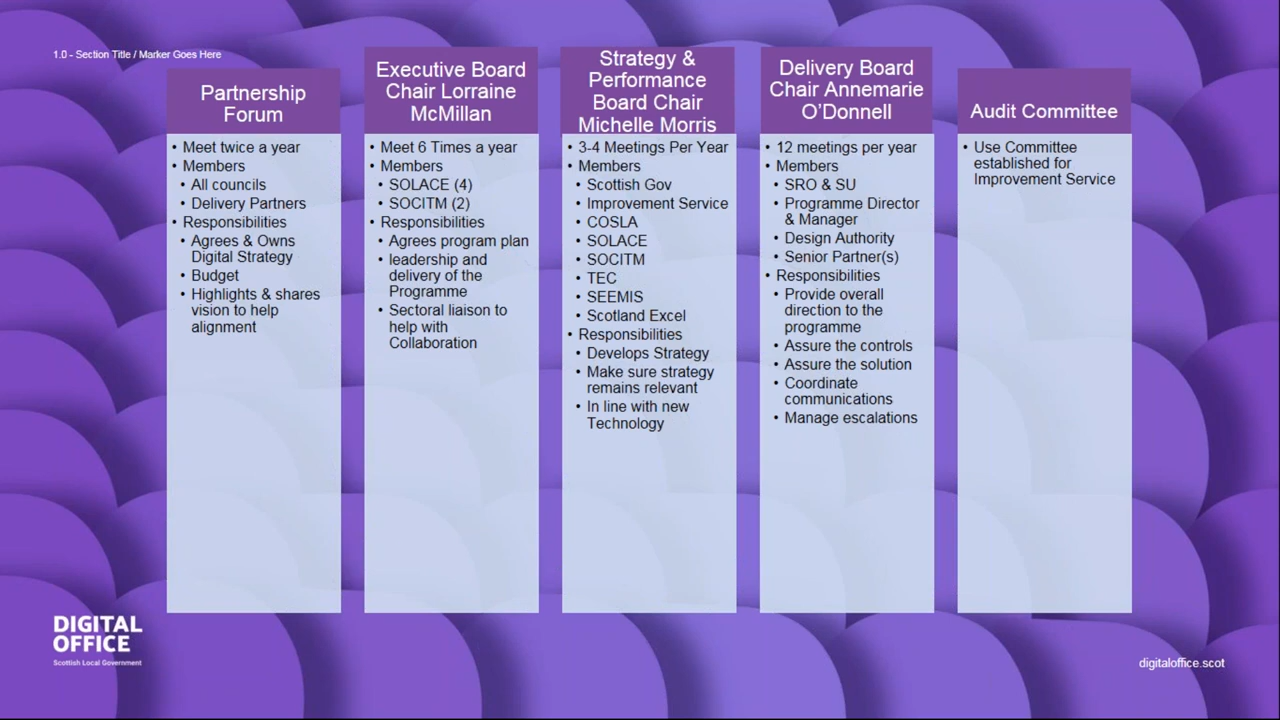 1.0 - Section Title / Marker Goes Here
Partnership
Forum
• Meet twice a year
• Members
• All councils
• Delivery Partners
• Responsibilities
• Agrees & Owns
Digital Strategy
• Budget
• Highlights & shares
vision to help
alignment
Executive Board
Chair Lorraine
McMillan
• Meet 6 Times a year
• Members
• SOLACE (4)
• SOCITM (2)
• Responsibilities
• Agrees program plan
• leadership and
delivery of the
Programme
• Sectoral liaison to
help with
Collaboration
Strategy &
Performance
Board Chair
Michelle Morris
• 3-4 Meetings Per Year
• Members
• Scottish Gov
• Improvement Service
• COSLA
• SOLACE
• SOCITM
• TEC
• SEEMIS
• Scotland Excel
• Responsibilities
• Develops Strategy
• Make sure strategy
remains relevant
• In line with new
Technology
Delivery Board
Chair Annemarie
O’Donnell
• 12 meetings per year
• Members
• SRO & SU
• Programme Director
& Manager
• Design Authority
• Senior Partner(s)
• Responsibilities
• Provide overall
direction to the
programme
• Assure the controls
• Assure the solution
• Coordinate
communications
• Manage escalations
Audit Committee
• Use Committee
established for
Improvement Service
DIGITAL
OFFICE
Scottish Local Government
digitaloffice.scot